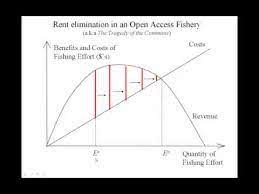 Rent elimination in an Open Access Fishery
(a.k.a The Tragedy of the Commons)
Benefits and Costs of
Fishing Effort ($'s)
Costs
Revenue
E*
E°
Quantity of
Fishing Effort